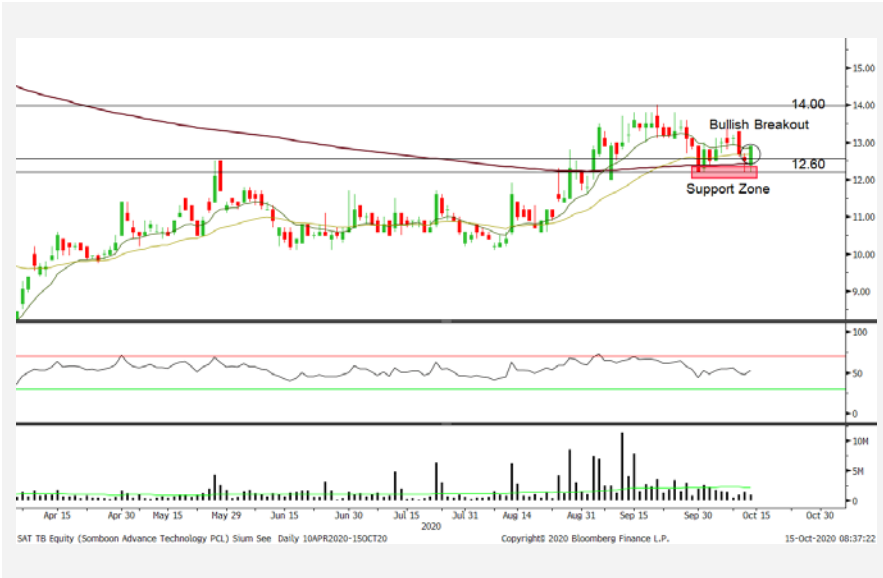 15.00
14.00
14.00
Bullish Breakout
13.00
12.60
12.00
Support Zone
11.00
10.00
9.00
100
50
0
10M
5M
0
Apr 15 Apr 30 May 15 May 29 Jun 15 Jun 30 Jul 15 Jul 31 Aug 14 Aug 31 Sep 15 Sep 30 Oct 15 Oct 30
2020
SAT TB Equity (Somboon Advance Technology PCL) Sium See Daily 10APR2020-15OCT20 Copyright© 2020 Bloomberg Finance L.P. 15-Oct-2020 08:37:22